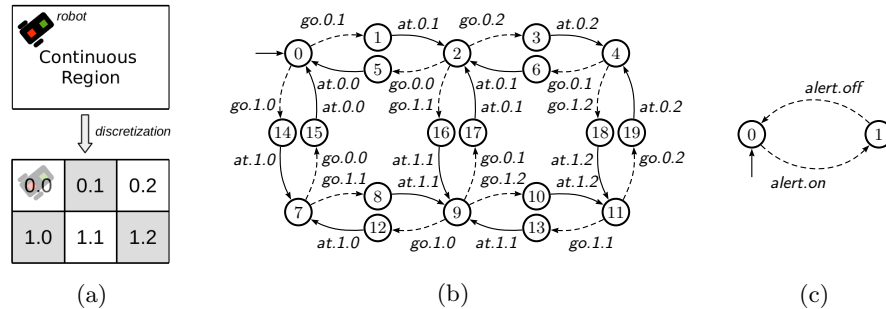 robot
Continuous
Region
discretization
0.0 0.1 0.2
1.0 1.1 1.2
(a)
go.0.1 at.0.1 go.0.2 at.0.2
1 3
0 2 4
5 6
at.0.0 go.0.0 at.0.1 go.0.1
go.1.0 at.0.0 go.1.1 at.0.1 go.1.2 at.0.2
14 15 16 17 18 19
at.1.0 go.0.0 at.1.1 go.0.1 at.1.2 go.0.2
go.1.1 at.1.1 go.1.2 at.1.2
8 10
7 9 11
12 13
at.1.0 go.1.0 at.1.1 go.1.1
(b)
alert.off
0 1
alert.on
(c)